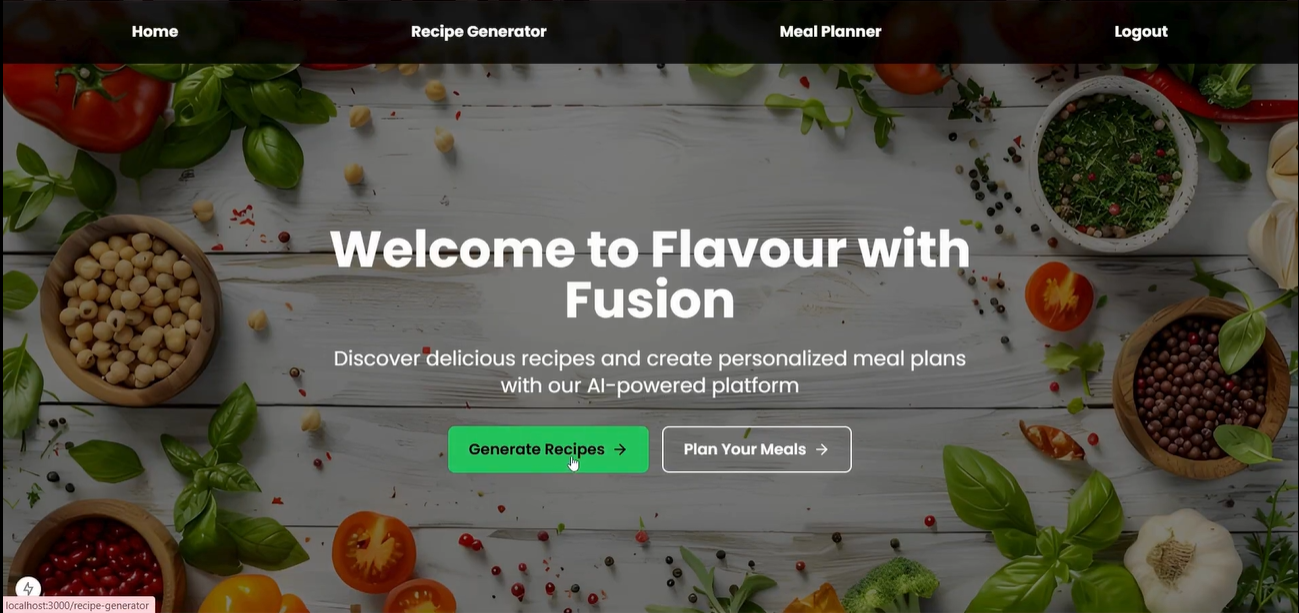 Home
Recipe Generator
Meal Planner
Logout
Welcome to Flavour with
Fusion
Discover delicious recipes and create personalized meal plans
with our AI-powered platform
Generate Recipes →
Plan Your Meals →
localhost:3000/recipe-generator